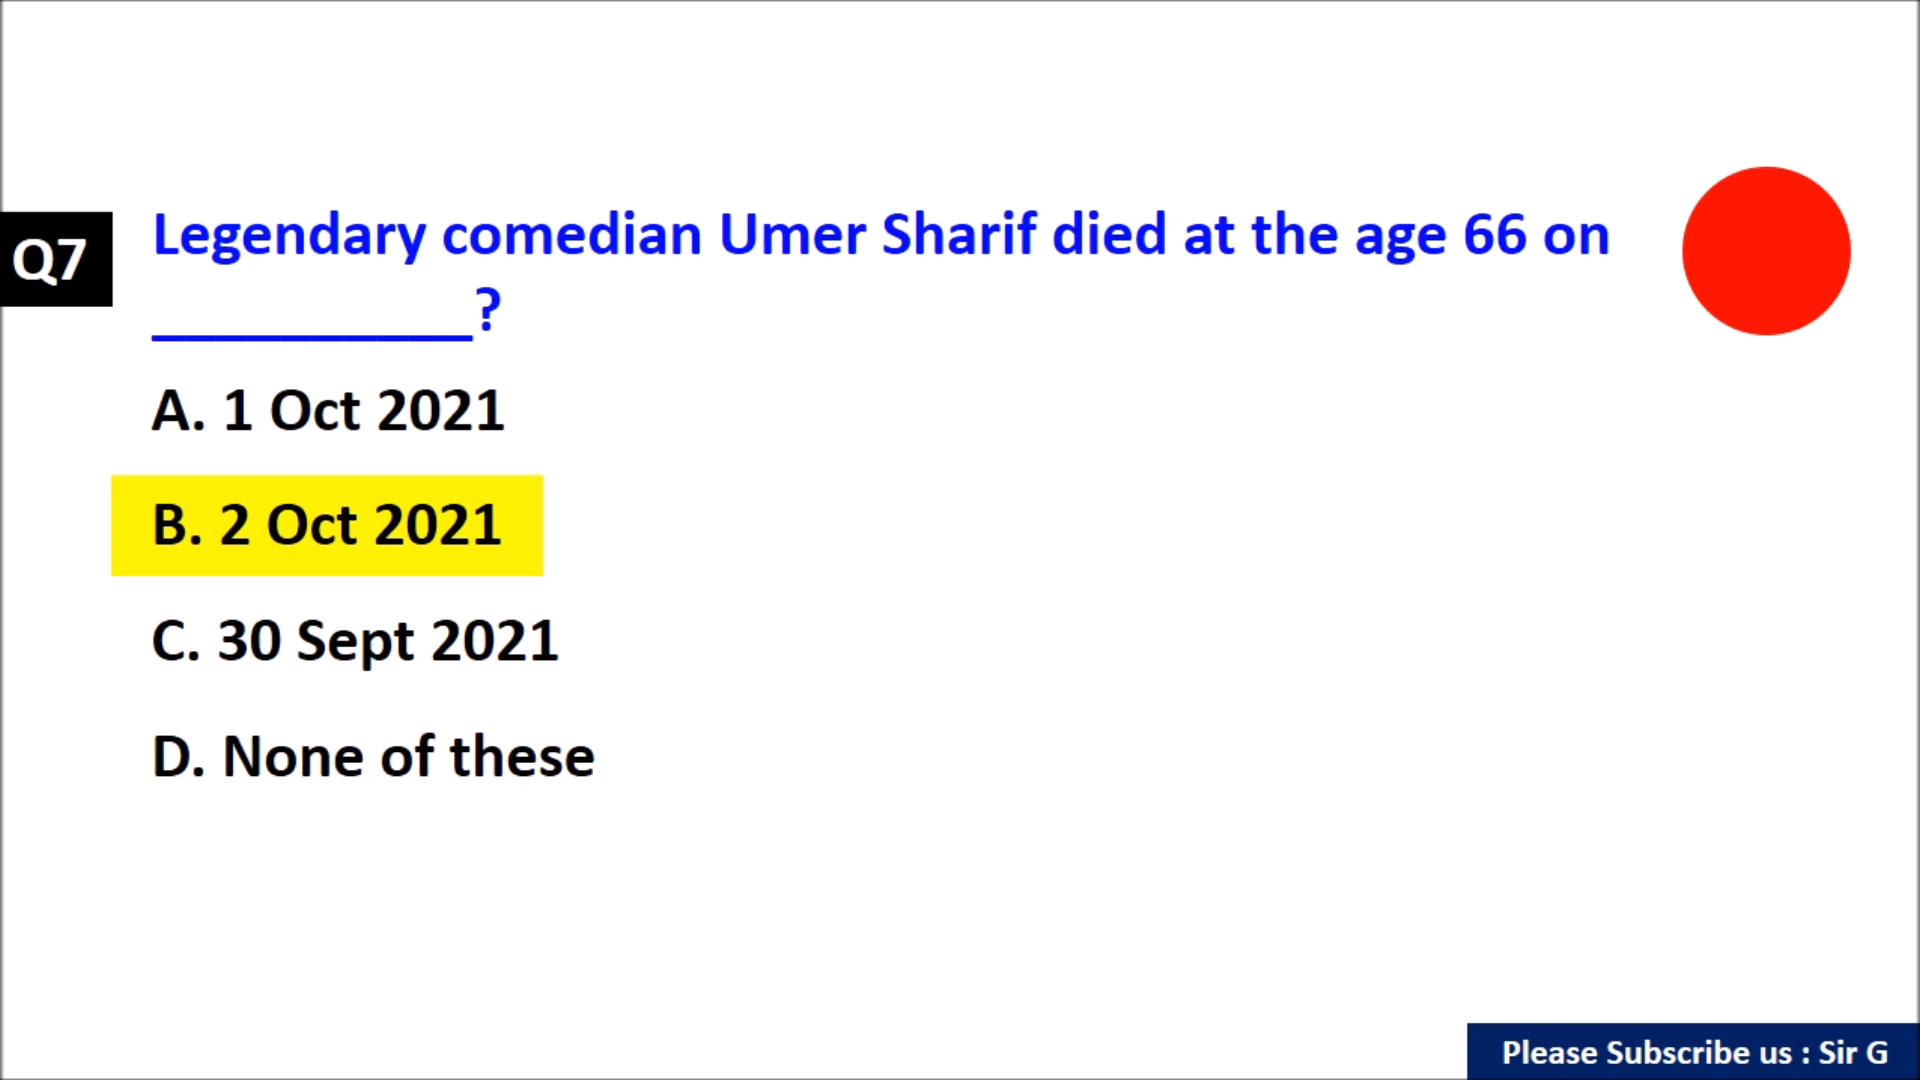 Q7
Legendary comedian Umer Sharif died at the age 66 on
__________?
A. 1 Oct 2021
B. 2 Oct 2021
C. 30 Sept 2021
D. None of these
Please Subscribe us : Sir G